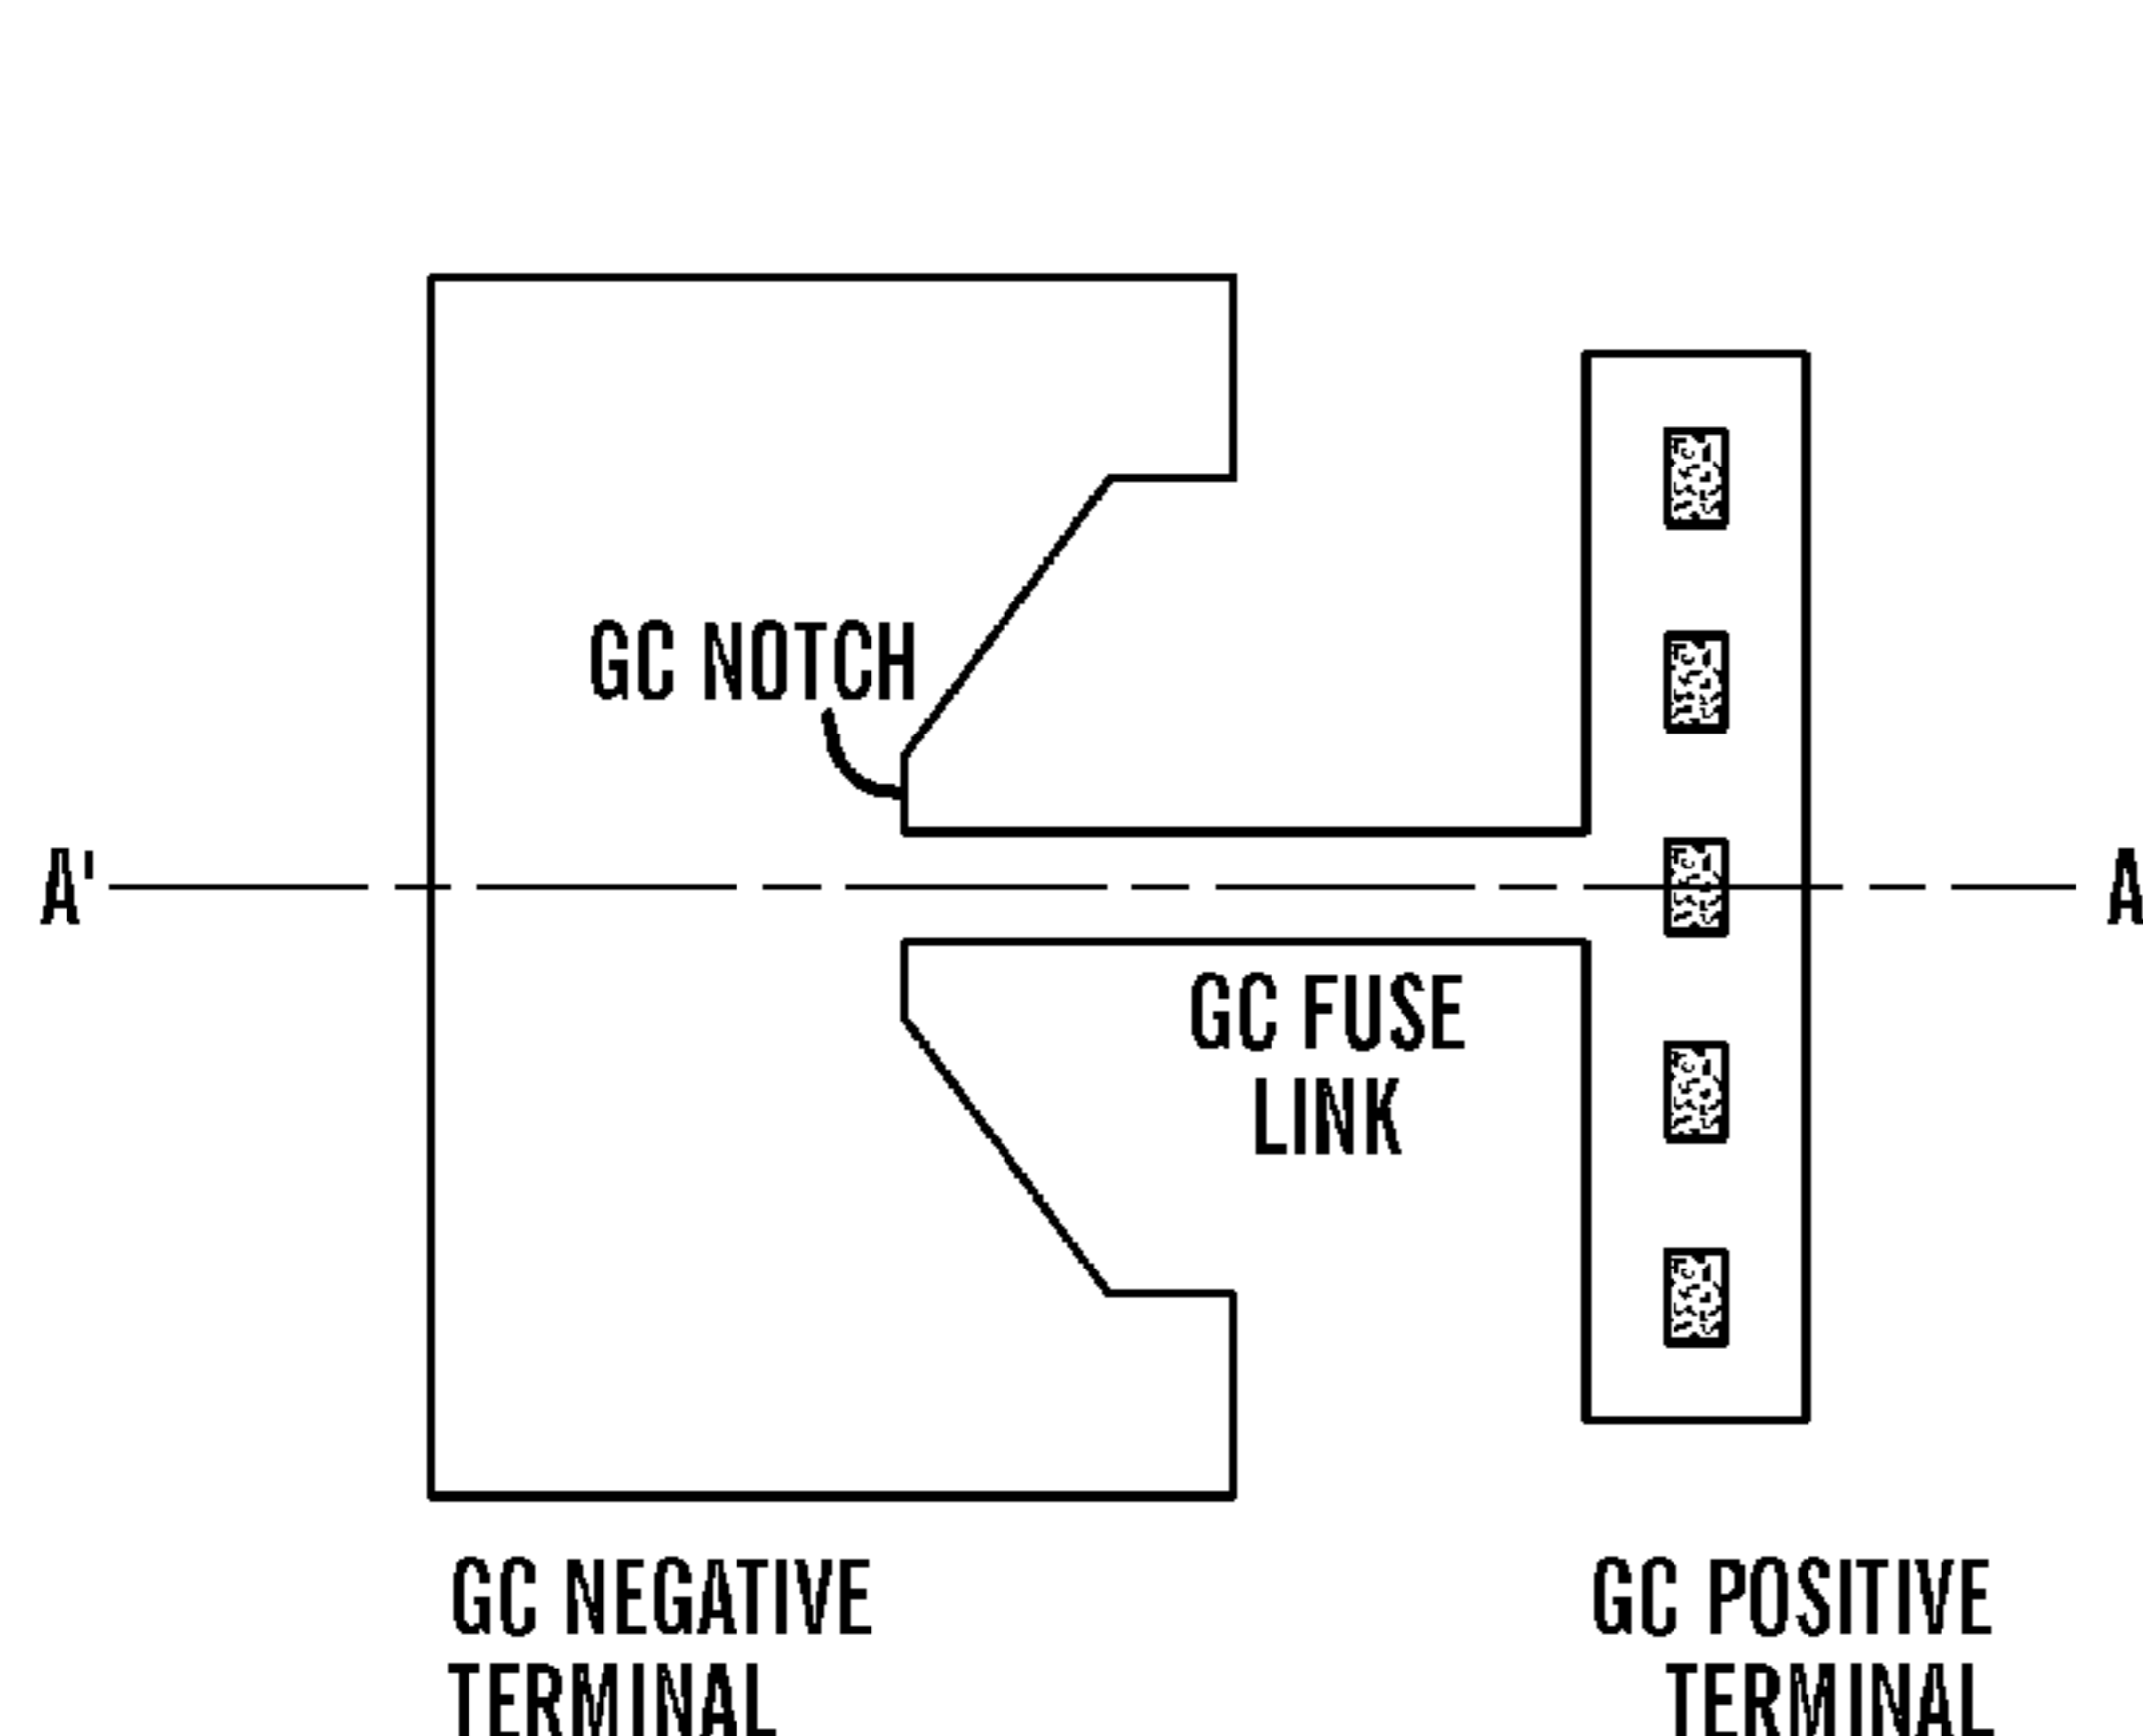 GC NOTCH
A'
A
GC FUSE
LINK
GC NEGATIVE
TERMINAL
GC POSITIVE
TERMINAL